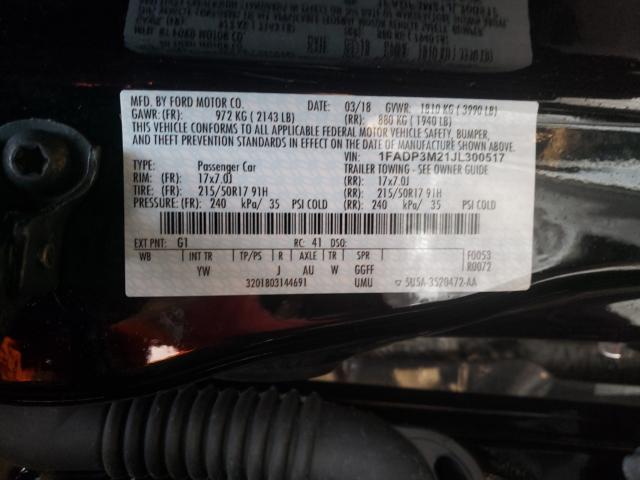 MFD. BY FORD MOTOR CO. DATE: 03/18 GVWR: 1810 KG ( 3990 LB)
GAWR: (FR): 972 KG ( 2143 LB) (RR): 880 KG ( 1940 LB)
THIS VEHICLE CONFORMS TO ALL APPLICABLE FEDERAL MOTOR VEHICLE SAFETY, BUMPER,
AND THEFT PREVENTION STANDARDS IN EFFECT ON THE DATE OF MANUFACTURE SHOWN ABOVE.
VIN: 1FADP3M21JL300517
TYPE: Passenger Car TRAILER TOWING - SEE OWNER GUIDE
RIM: (FR): 17x7.0J (RR): 17x7.0J
TIRE: (FR): 215/50R17 91H (RR): 215/50R17 91H
PRESSURE: (FR): 240 kPa/ 35 PSI COLD (RR): 240 kPa/ 35 PSI COLD
EXT PNT: G1 RC: 41 DSO:
WB INT TR TP/PS R AXLE TR SPR F0053
YW J AU W GGFF R0072
3201803144691 UMU ▽ 5U5A-3520472-AA